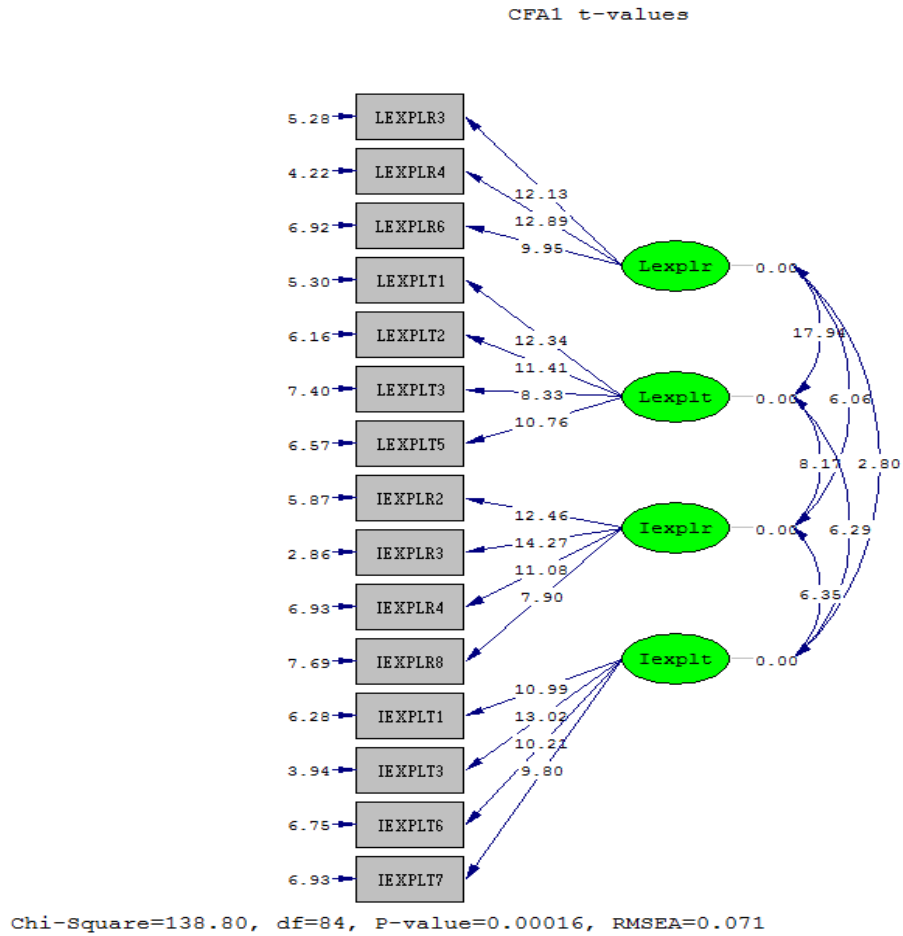 CFA1 t-values
5.28 LEXPLR3
4.22 LEXPLR4
12.13
12.89
6.92 LEXPLR6
9.95
Lexplr 0.00
5.30 LEXPLT1
6.16 LEXPLT2
17.94
12.34
11.41
7.40 LEXPLT3
8.33
Lexplt 0.00
6.06
10.76
6.57 LEXPLT5
8.17
2.80
5.87 IEXPLR2
12.46
Iexplr 0.00
6.29
14.27
2.86 IEXPLR3
11.08
7.90
6.35
6.93 IEXPLR4
7.69 IEXPLR8
Iexplt 0.00
10.99
6.28 IEXPLT1
13.02
10.21
9.80
3.94 IEXPLT3
6.75 IEXPLT6
6.93 IEXPLT7
Chi-Square=138.80, df=84, P-value=0.00016, RMSEA=0.071